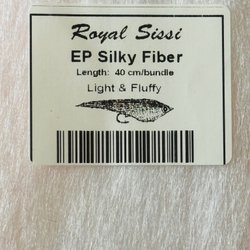 Royal Sissi
EP Silky Fiber
Length: 40 cm/bundle
Light & Fluffy